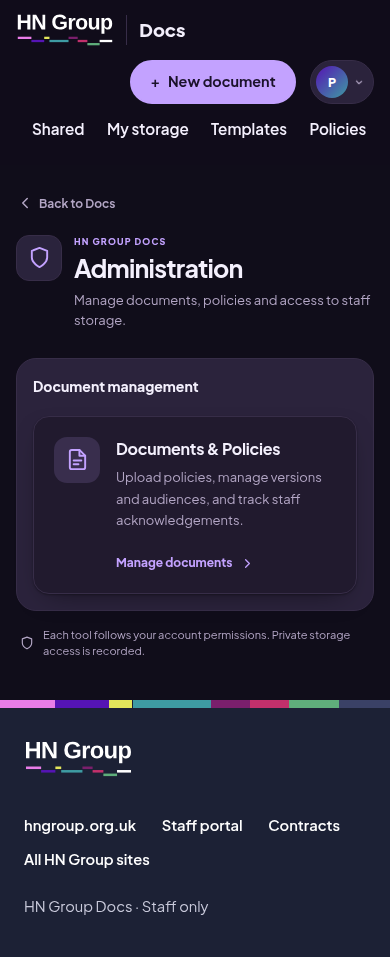 HN Group Docs
+ New document P
Shared My storage Templates Policies
Back to Docs
HN GROUP DOCS
Administration
Manage documents, policies and access to staff
storage.
Document management
Documents & Policies
Upload policies, manage versions
and audiences, and track staff
acknowledgements.
Manage documents
Each tool follows your account permissions. Private storage
access is recorded.
HN Group
hngroup.org.uk Staff portal Contracts
All HN Group sites
HN Group Docs · Staff only